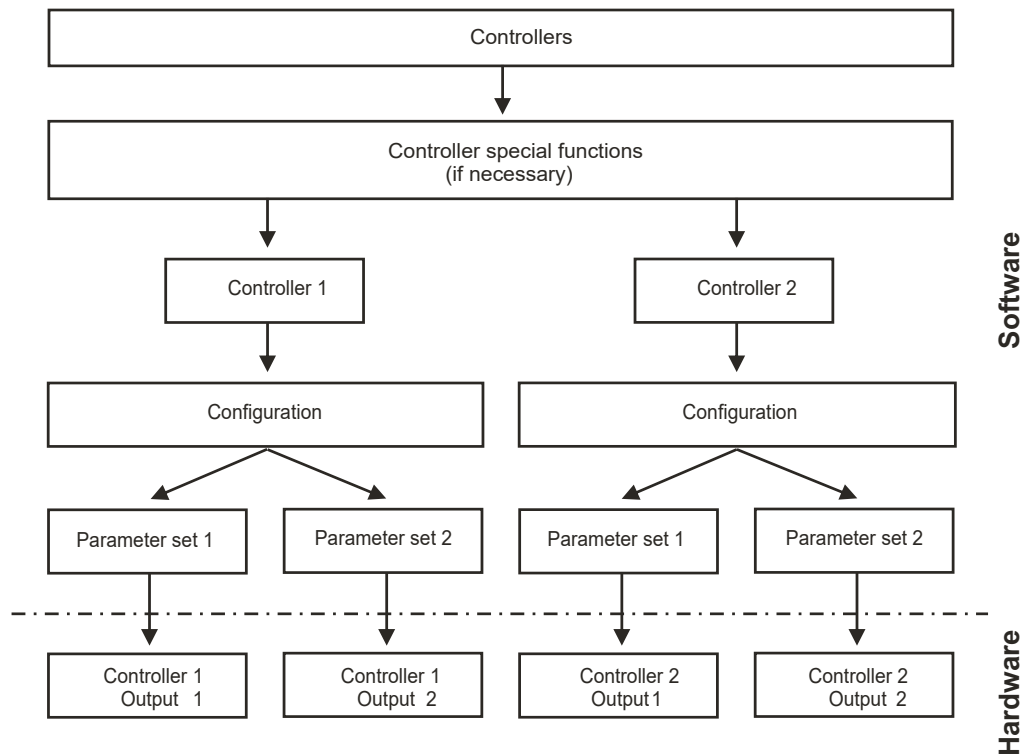 Controllers
Controller special functions
(if necessary)
Software
Controller 1
Controller 2
Configuration
Configuration
Parameter set 1
Parameter set 2
Parameter set 1
Parameter set 2
Hardware
Controller 1
Output 1
Controller 1
Output 2
Controller 2
Output 1
Controller 2
Output 2